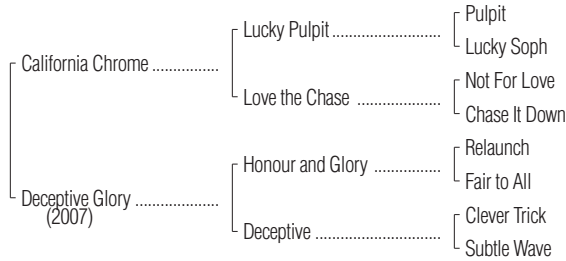 Pulpit
Lucky Pulpit ..............................
Lucky Soph
California Chrome ..................
Not For Love
Love the Chase .......................
Chase It Down
Relaunch
Honour and Glory ..................
Fair to All
Deceptive Glory ......................
(2007)
Clever Trick
Deceptive ..................................
Subtle Wave